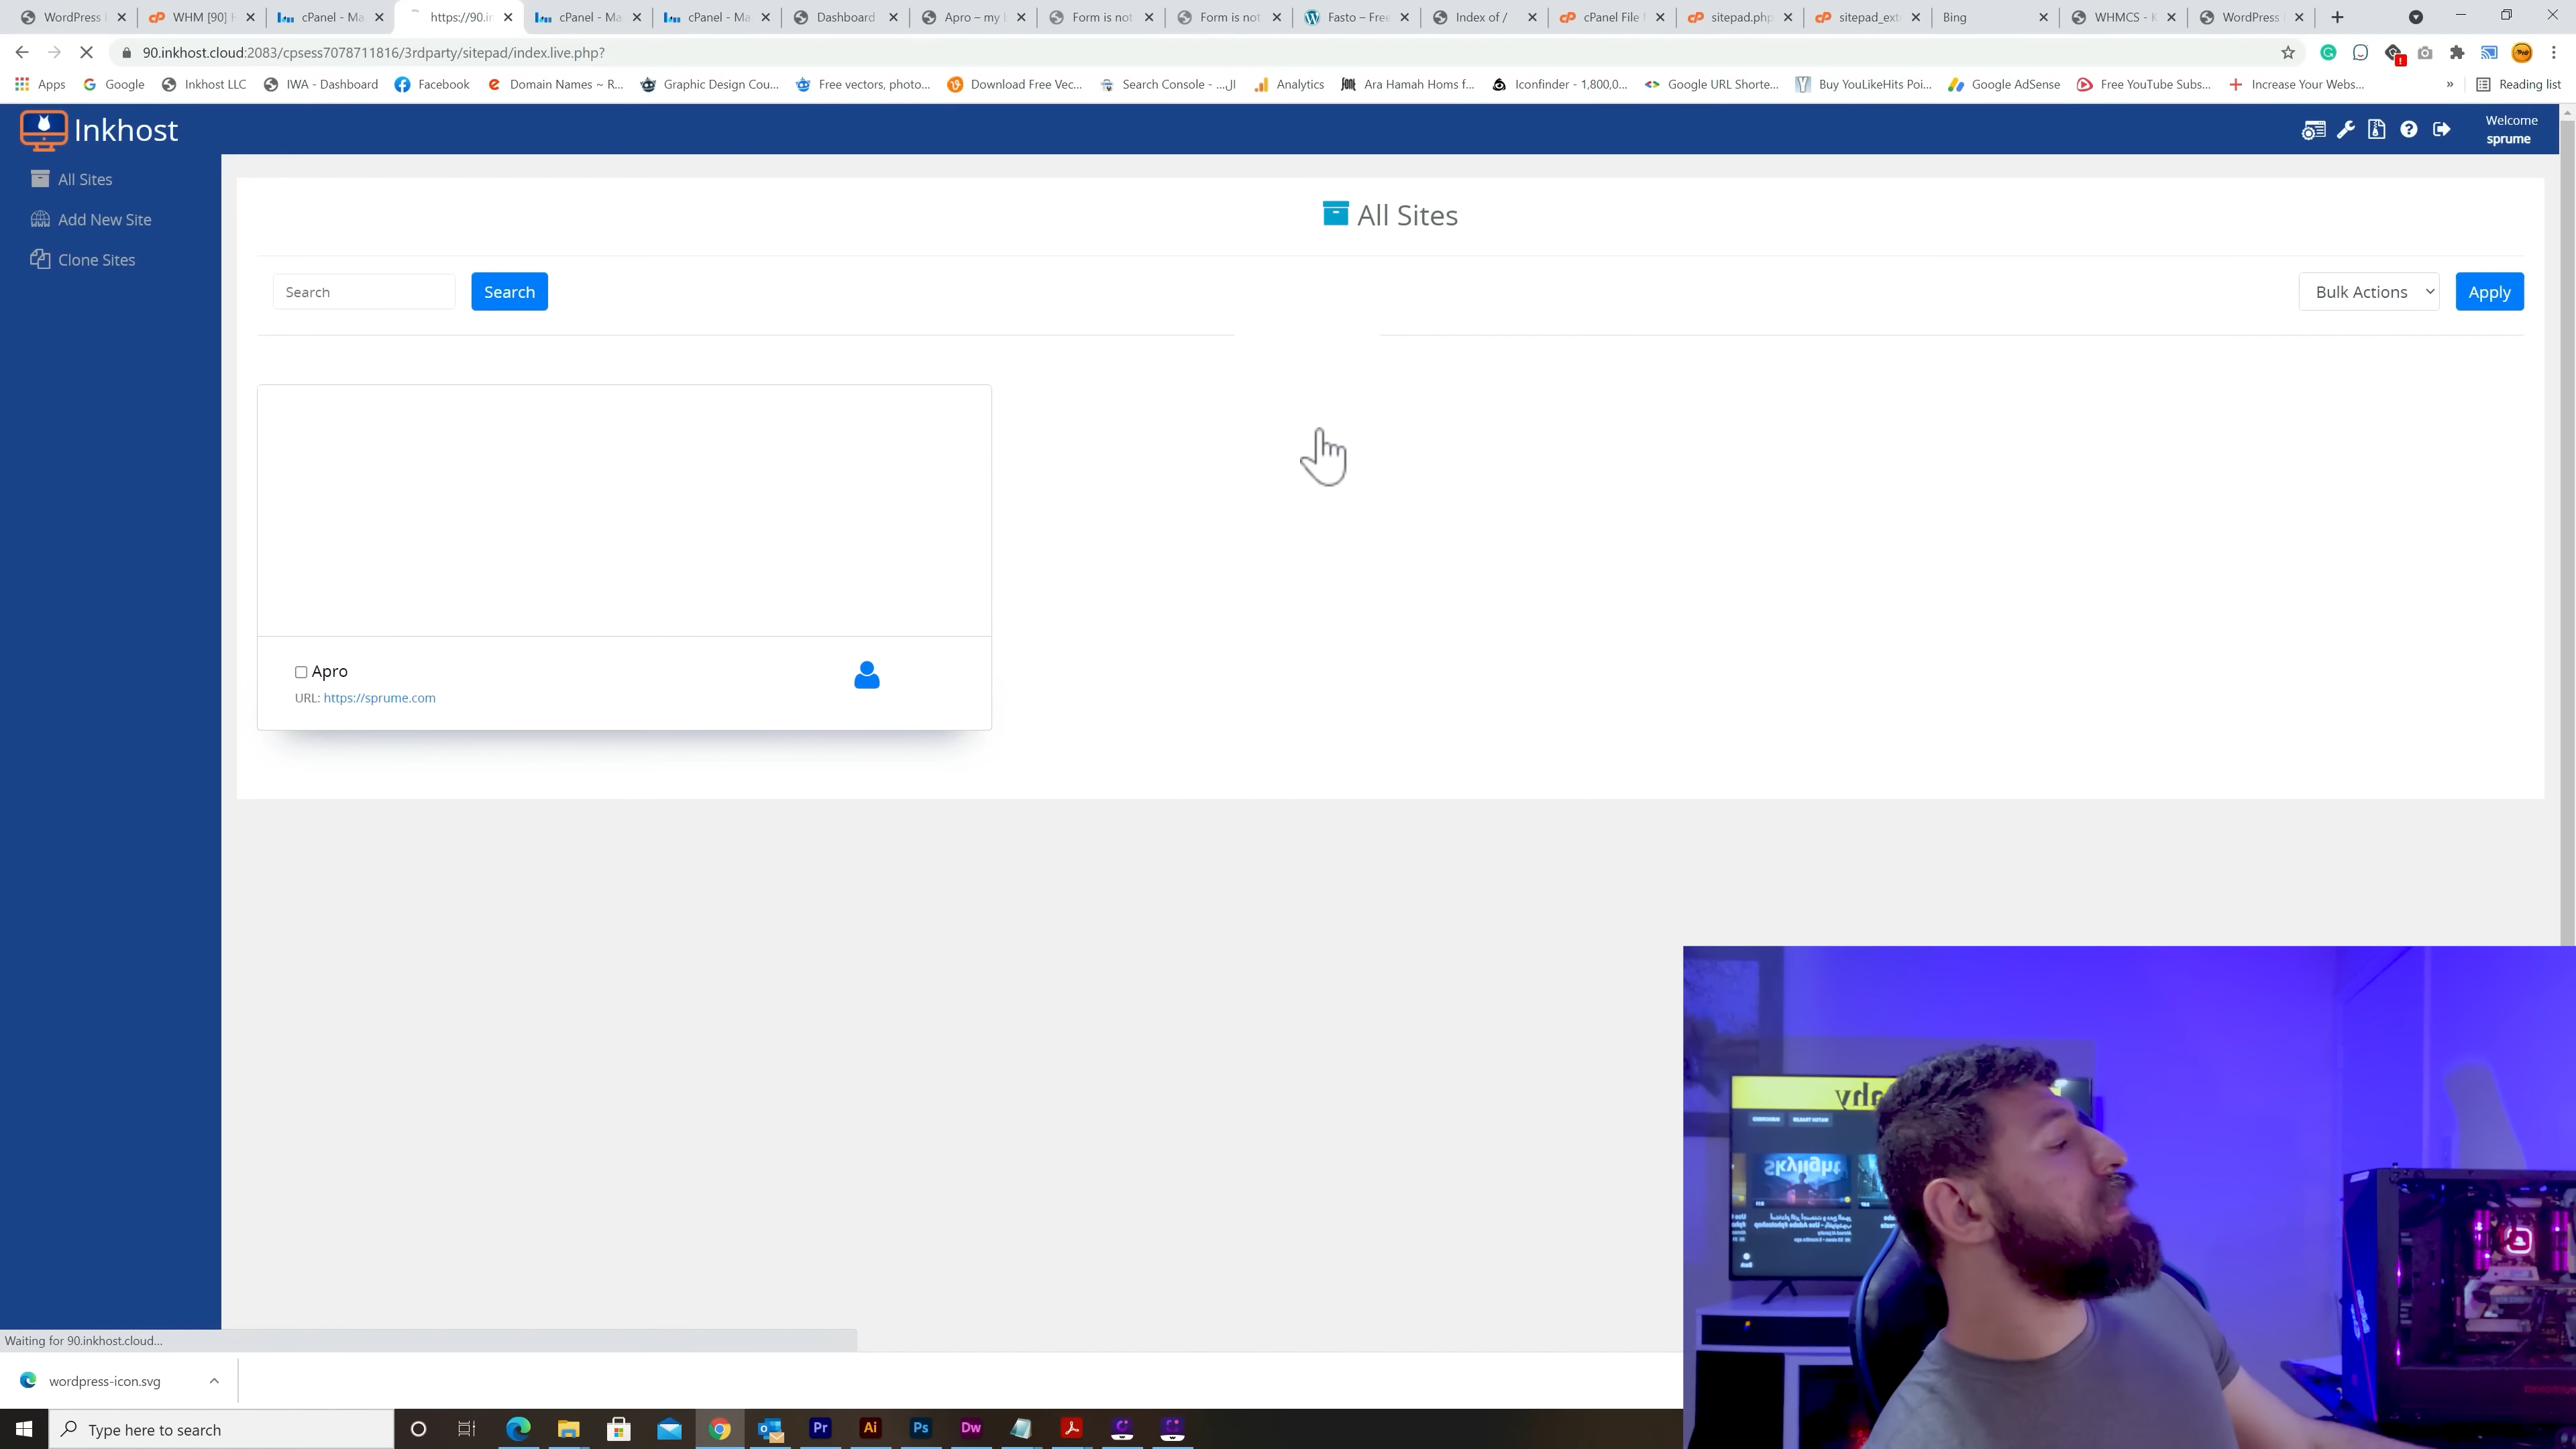 WordPress
WHM [90] H
cPanel - Ma
https://90.in
cPanel - Ma
cPanel - Ma
Dashboard
Apro – my
Form is not
Form is not
Fasto – Free
Index of /
cPanel File
sitepad.php
sitepad_ext
Bing
WHMCS - K
WordPress
90.inkhost.cloud:2083/cpsess7078711816/3rdparty/sitepad/index.live.php?
Apps Google Inkhost LLC IWA - Dashboard Facebook Domain Names ~ R... Graphic Design Cou... Free vectors, photo... Download Free Vec... Search Console - ...ال Analytics Ara Hamah Homs f... Iconfinder - 1,800,0... Google URL Shorte... Buy YouLikeHits Poi... Google AdSense Free YouTube Subs... Increase Your Webs... » Reading list
Inkhost
Welcome
sprume
All Sites
Add New Site
Clone Sites
All Sites
Search Search Bulk Actions Apply
Apro
URL: https://sprume.com
Skylight
Waiting for 90.inkhost.cloud...
wordpress-icon.svg
Type here to search
Pr Ai Ps Dw